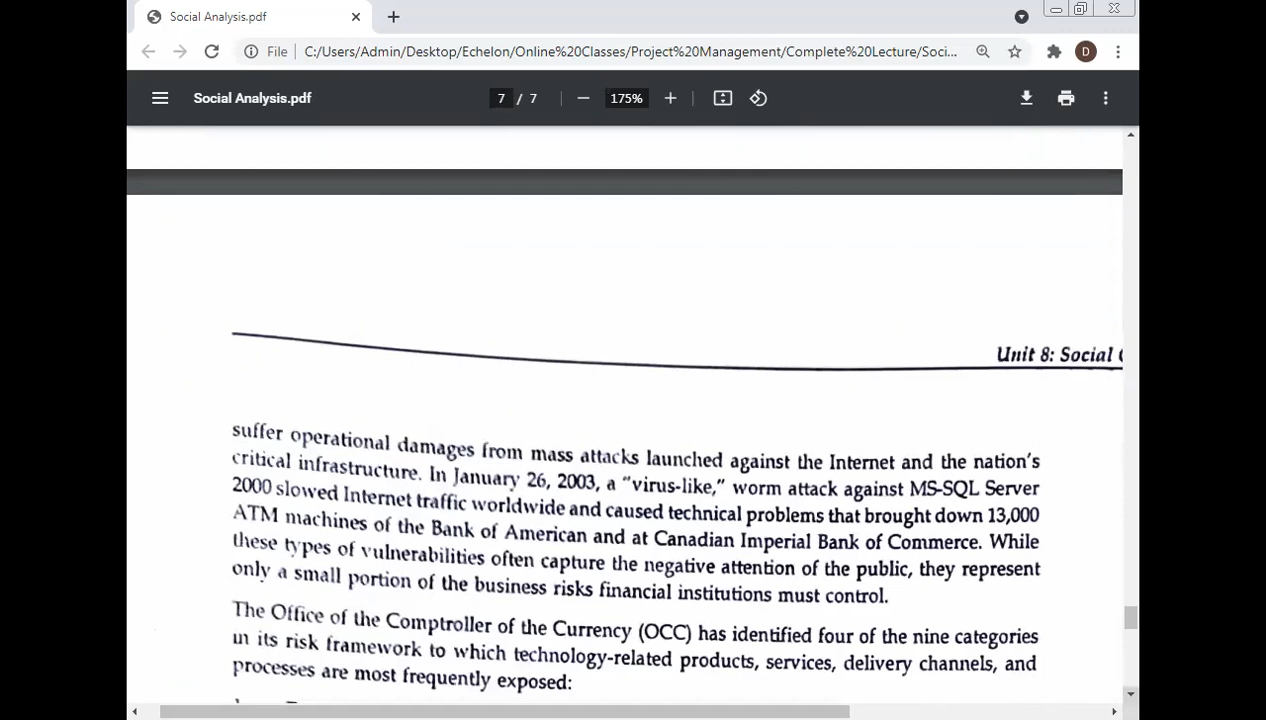 Social Analysis.pdf
File C:/Users/Admin/Desktop/Echelon/Online%20Classes/Project%20Management/Complete%20Lecture/Soci...
D
Social Analysis.pdf
7 / 7
175%
Unit 8: Social
suffer operational damages from mass attacks launched against the Internet and the nation's
critical infrastructure. In January 26, 2003, a "virus-like," worm attack against MS-SQL Server
2000 slowed Internet traffic worldwide and caused technical problems that brought down 13,000
ATM machines of the Bank of American and at Canadian Imperial Bank of Commerce. While
these types of vulnerabilities often capture the negative attention of the public, they represent
only a small portion of the business risks financial institutions must control.
The Office of the Comptroller of the Currency (OCC) has identified four of the nine categories
in its risk framework to which technology-related products, services, delivery channels, and
processes are most frequently exposed: